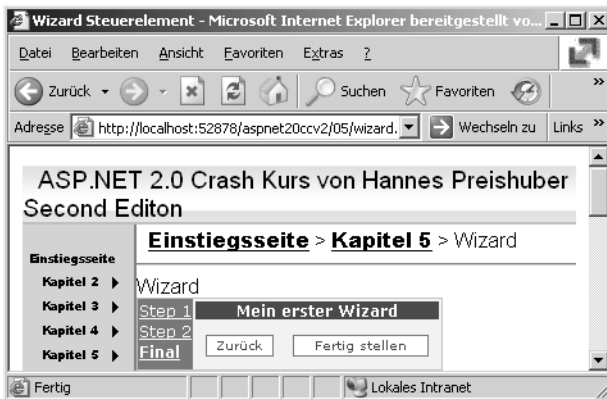 Wizard Steuerelement - Microsoft Internet Explorer bereitgestellt vo...
Datei Bearbeiten Ansicht Favoriten Extras ?
Zurück Suchen Favoriten »
Adresse http://localhost:52878/aspnet20ccv2/05/wizard. Wechseln zu Links »
ASP.NET 2.0 Crash Kurs von Hannes Preishuber
Second Editon
Einstiegsseite > Kapitel 5 > Wizard
Einstiegsseite
Kapitel 2
Kapitel 3
Kapitel 4
Kapitel 5
Wizard
Step 1
Step 2
Final
Mein erster Wizard
Zurück Fertig stellen
Fertig Lokales Intranet